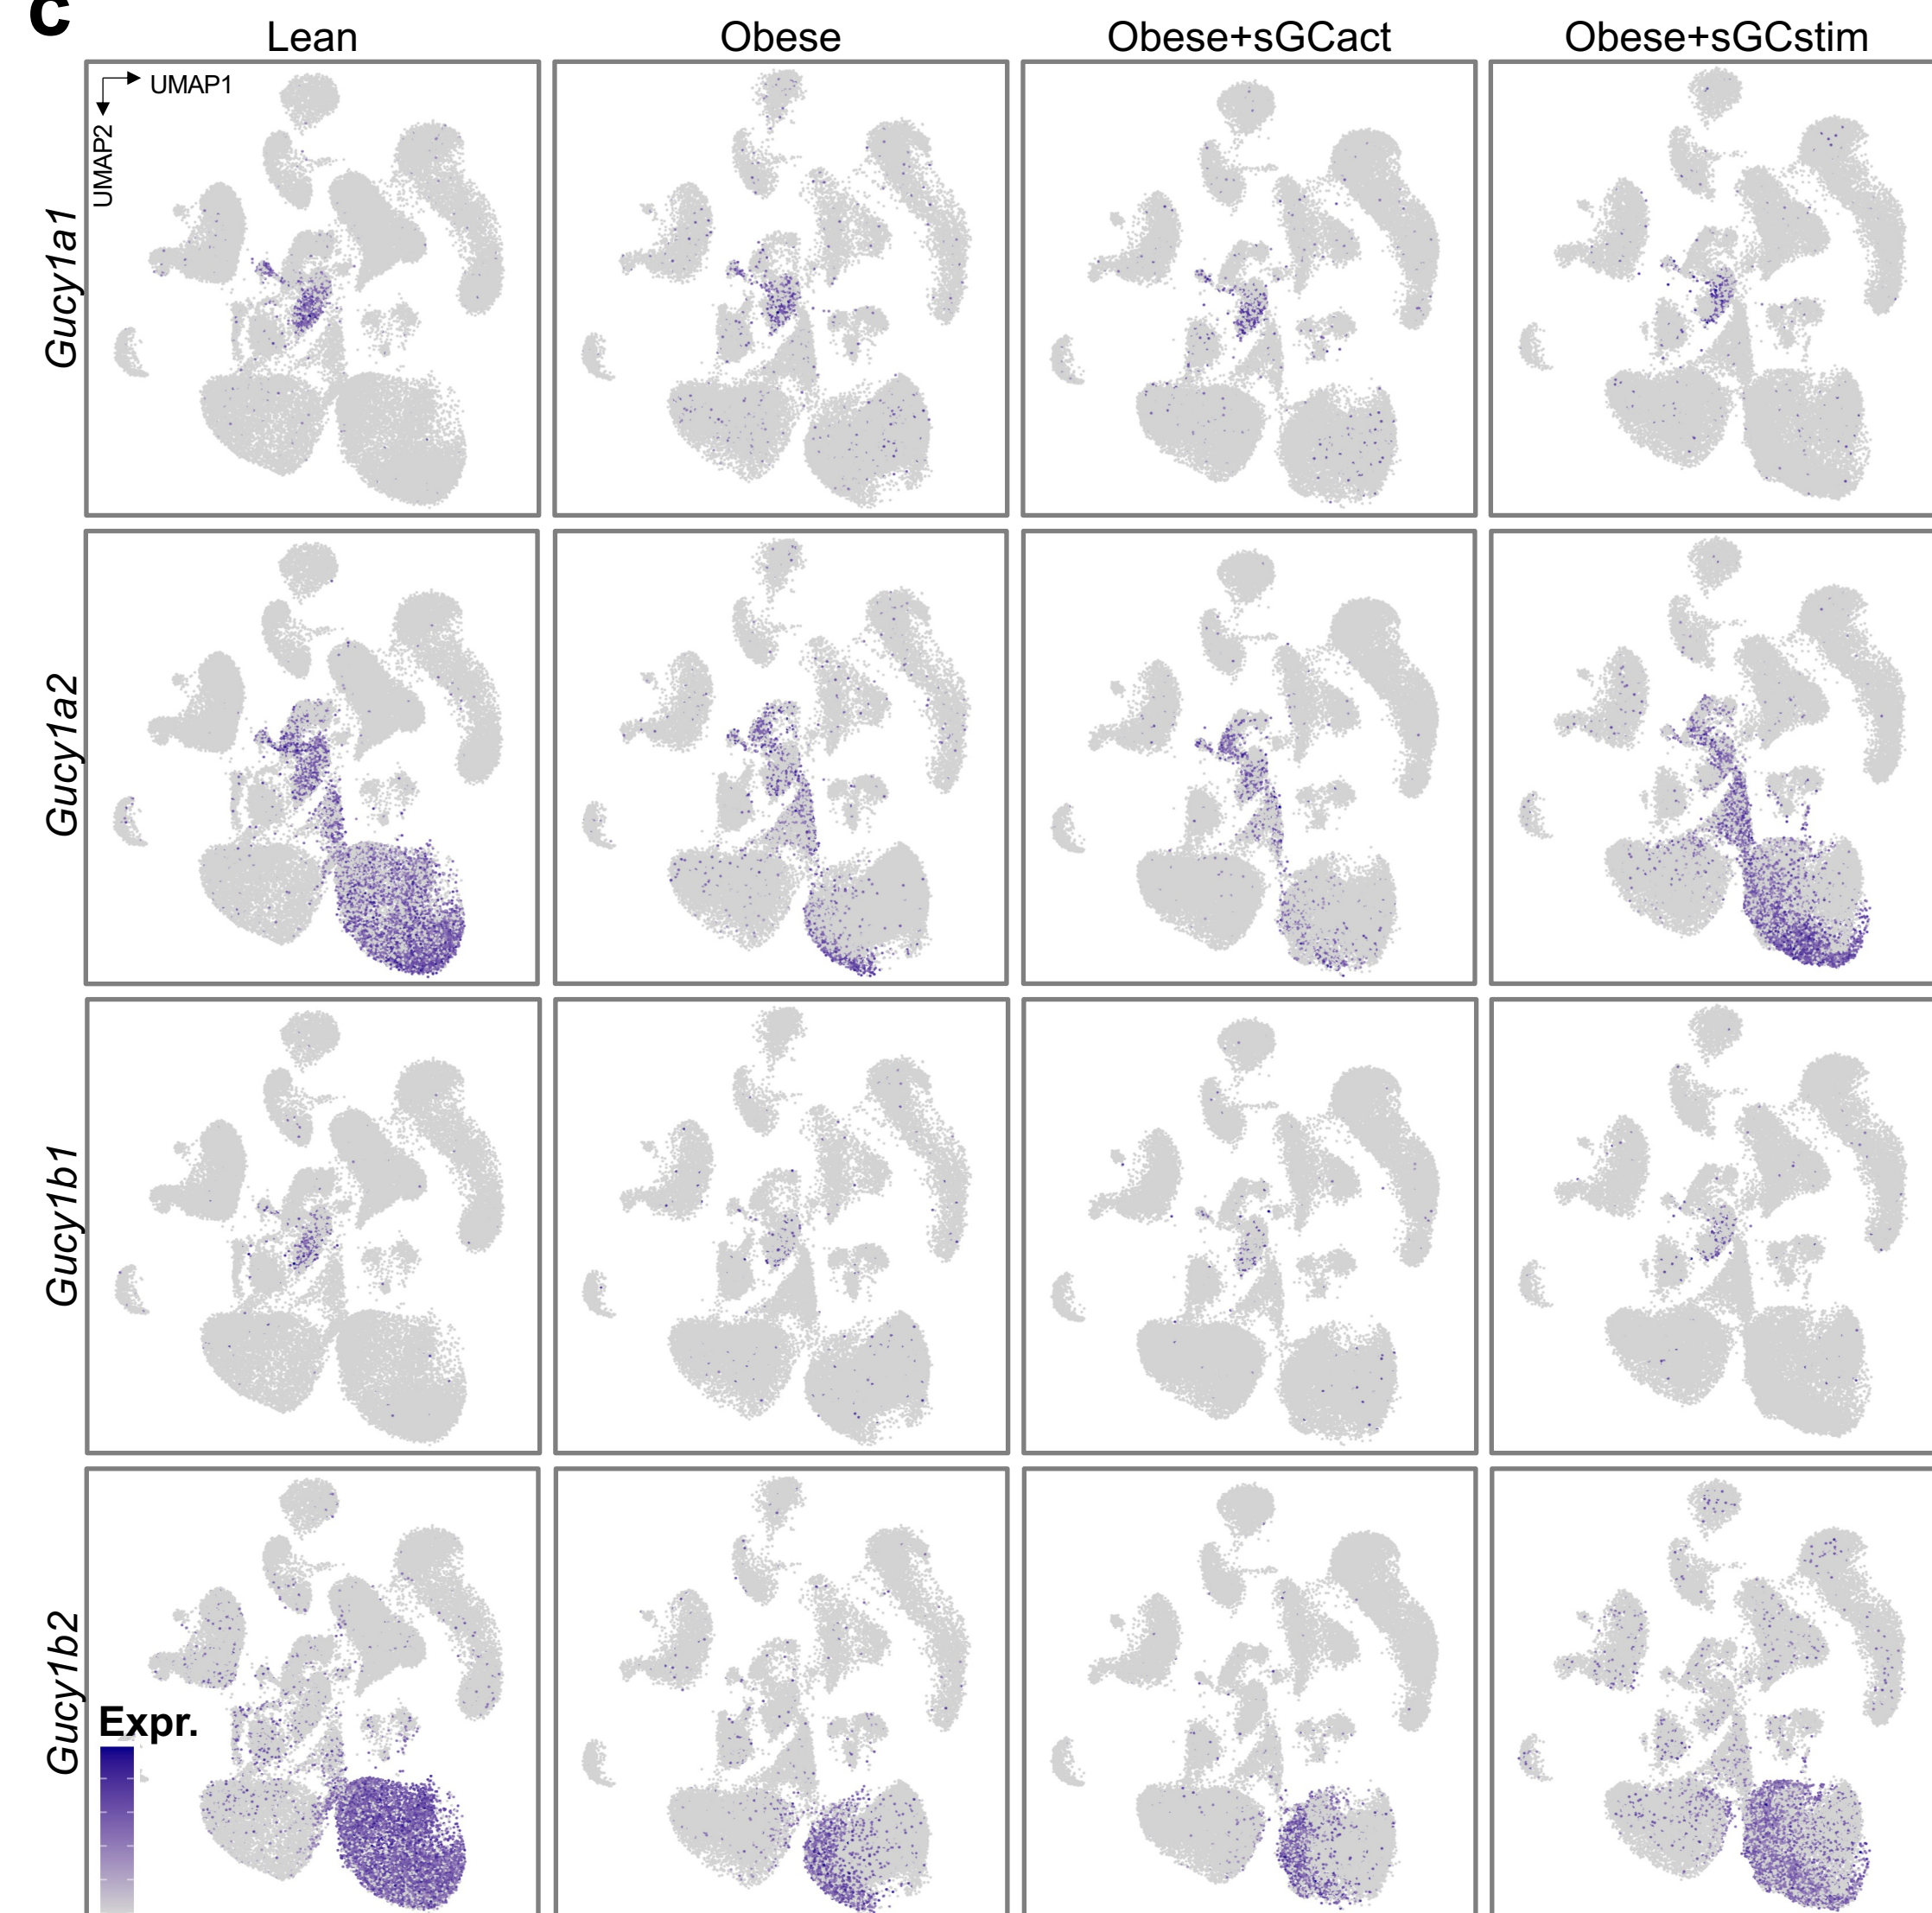 c
Lean Obese Obese+sGCact Obese+sGCstim
UMAP1
UMAP2
Gucy1a1
Gucy1a2
Gucy1b1
Gucy1b2
Expr.